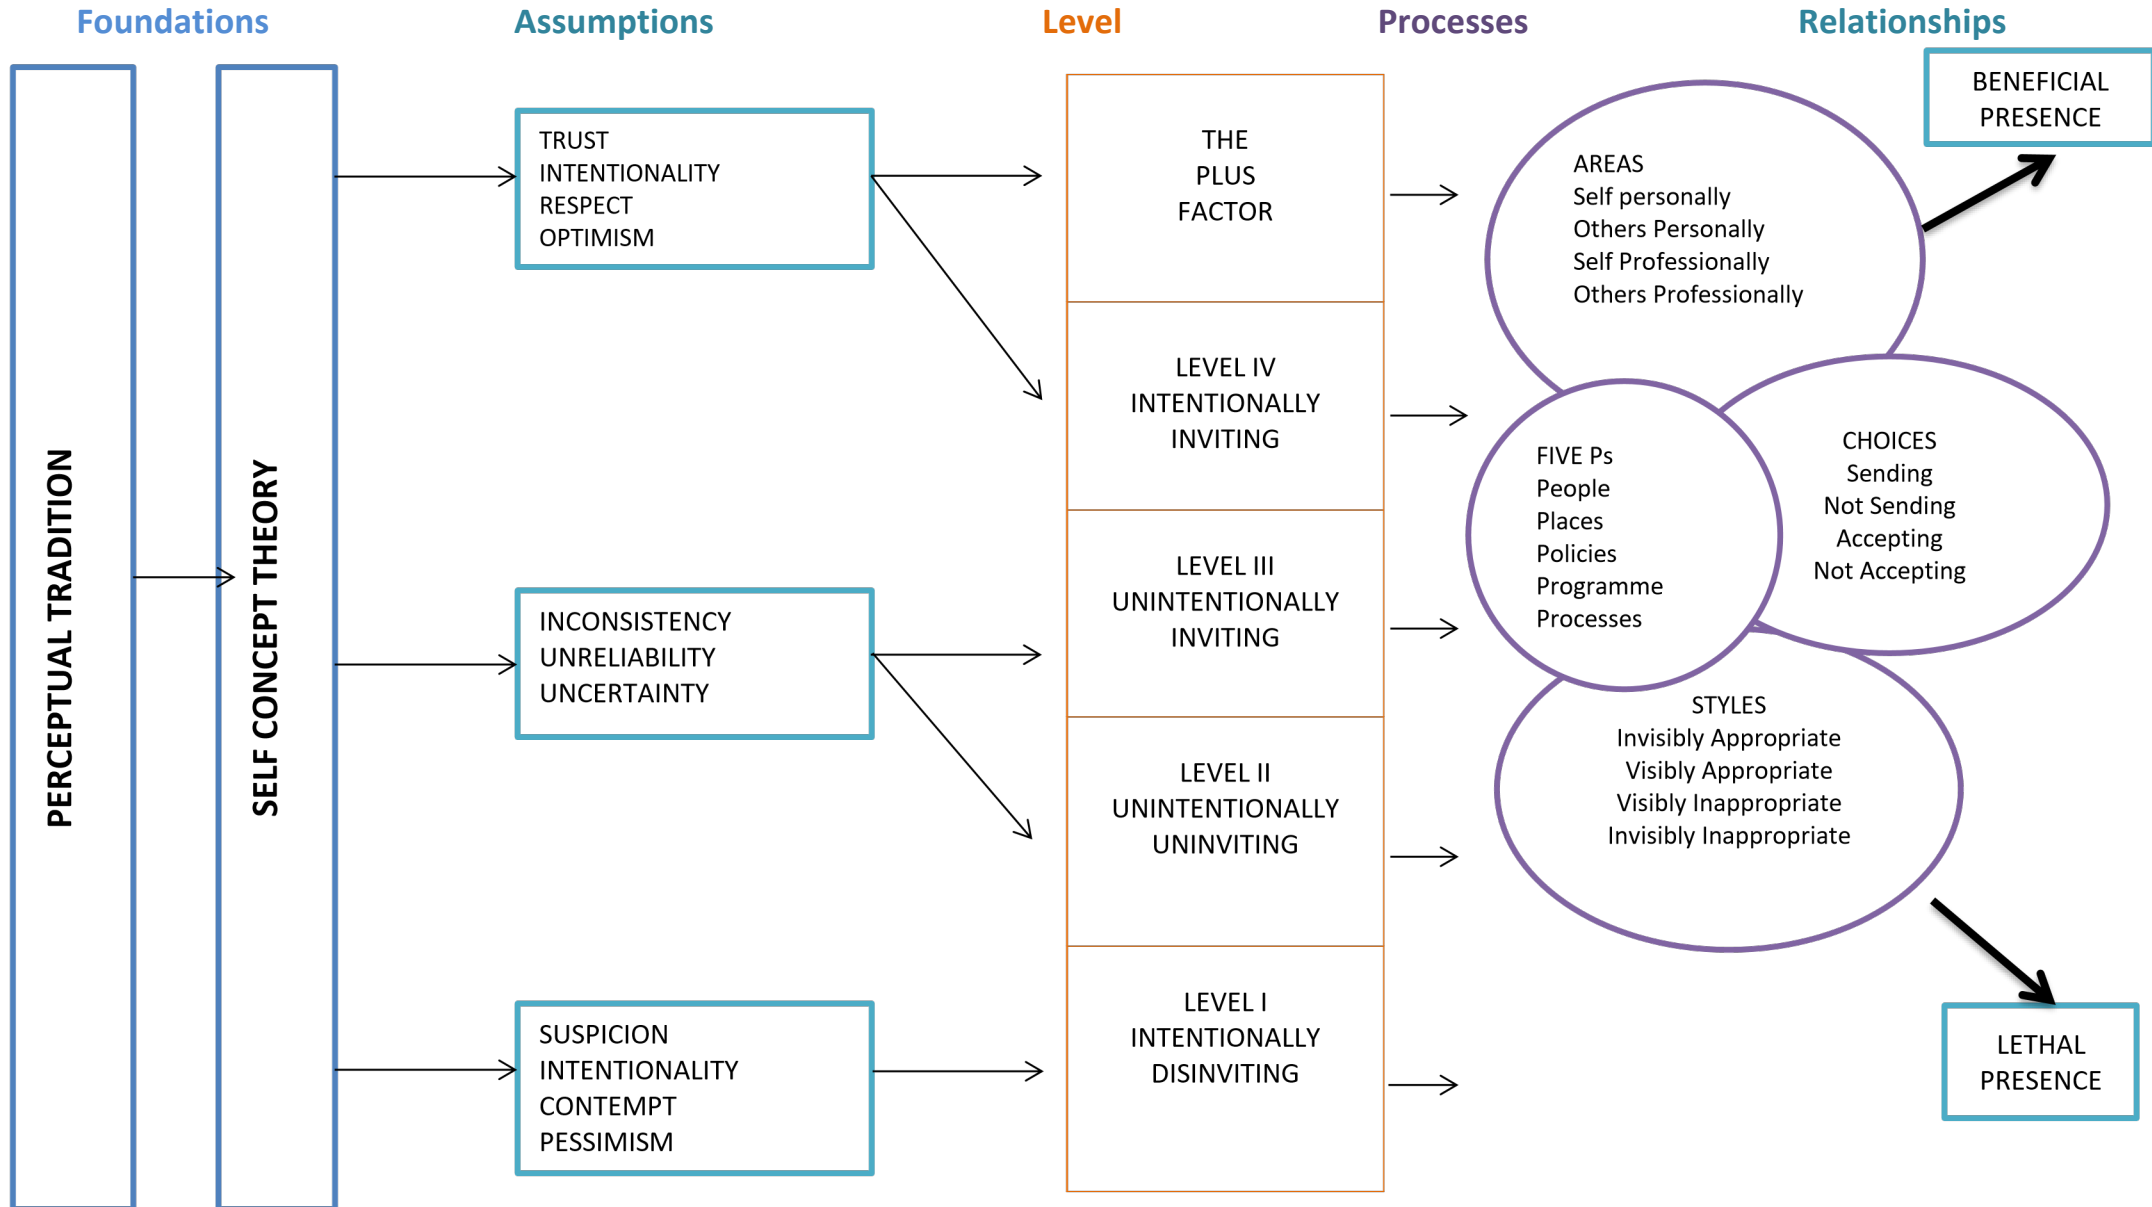 Foundations
Assumptions
Level
Processes
Relationships
PERCEPTUAL TRADITION
SELF CONCEPT THEORY
TRUST
INTENTIONALITY
RESPECT
OPTIMISM
INCONSISTENCY
UNRELIABILITY
UNCERTAINTY
SUSPICION
INTENTIONALITY
CONTEMPT
PESSIMISM
THE
PLUS
FACTOR
LEVEL IV
INTENTIONALLY
INVITING
LEVEL III
UNINTENTIONALLY
INVITING
LEVEL II
UNINTENTIONALLY
UNINVITING
LEVEL I
INTENTIONALLY
DISINVITING
AREAS
Self personally
Others Personally
Self Professionally
Others Professionally
FIVE Ps
People
Places
Policies
Programme
Processes
CHOICES
Sending
Not Sending
Accepting
Not Accepting
STYLES
Invisibly Appropriate
Visibly Appropriate
Visibly Inappropriate
Invisibly Inappropriate
BENEFICIAL
PRESENCE
LETHAL
PRESENCE